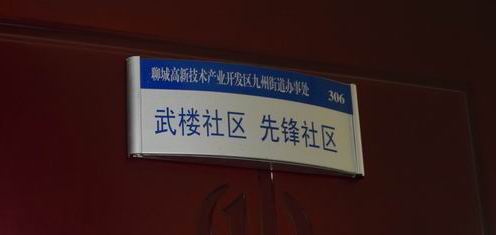 聊城高新技术产业开发区九州街道办事处 306
武楼社区 先锋社区